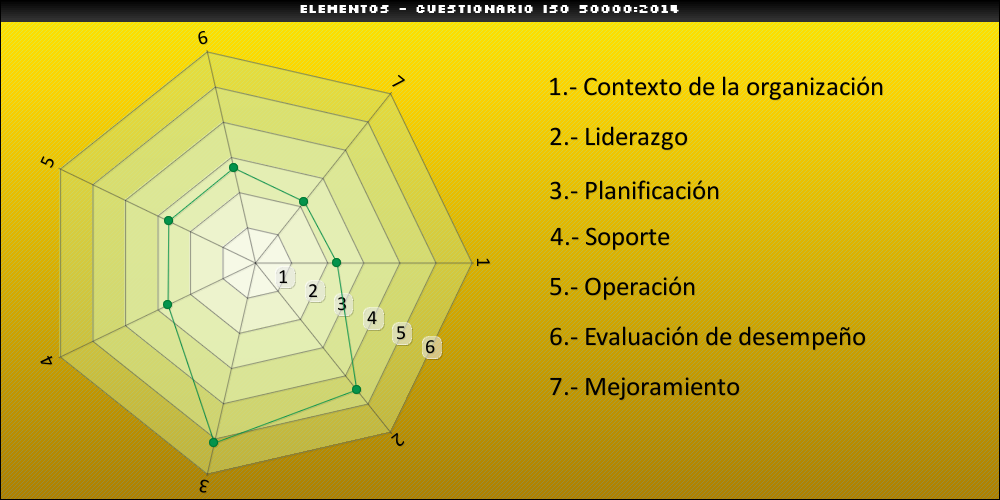 ELEMENTOS - CUESTIONARIO ISO 50000:2014
6
7
5
1
4
2
3
1
2
3
4
5
6
1.- Contexto de la organización
2.- Liderazgo
3.- Planificación
4.- Soporte
5.- Operación
6.- Evaluación de desempeño
7.- Mejoramiento